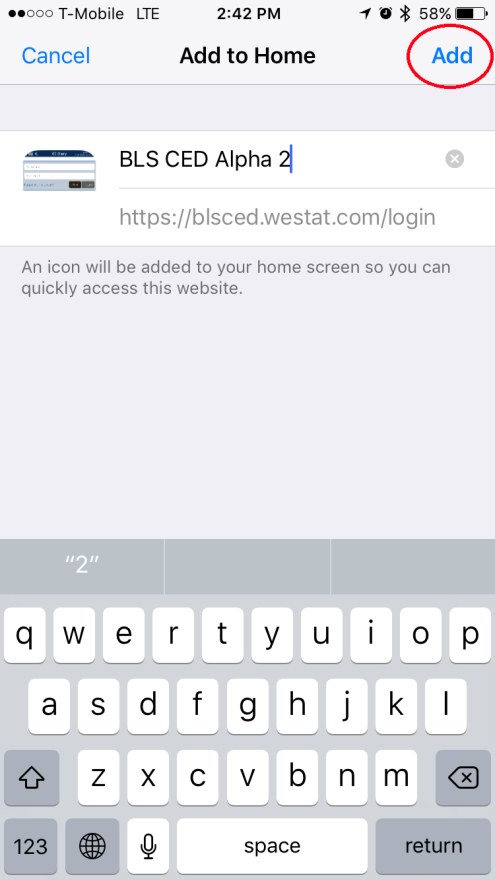 T-Mobile LTE 2:42 PM 58%
Cancel Add to Home Add
BLS CED Alpha 2
https://blsced.westat.com/login
An icon will be added to your home screen so you can
quickly access this website.
“2”
q w e r t y u i o p
a s d f g h j k l
z x c v b n m
123 space return